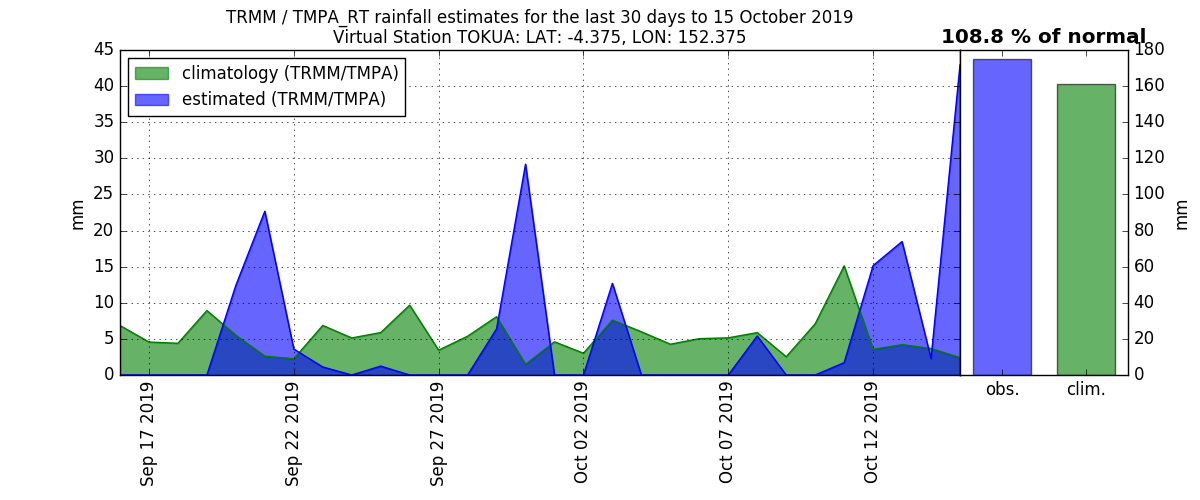 TRMM / TMPA_RT rainfall estimates for the last 30 days to 15 October 2019
Virtual Station TOKUA: LAT: -4.375, LON: 152.375
108.8 % of normal
climatology (TRMM/TMPA)
estimated (TRMM/TMPA)
45
40
35
30
25
20
15
10
5
0
mm
Sep 17 2019
Sep 22 2019
Sep 27 2019
Oct 02 2019
Oct 07 2019
Oct 12 2019
180
160
140
120
100
80
60
40
20
0
mm
obs.
clim.